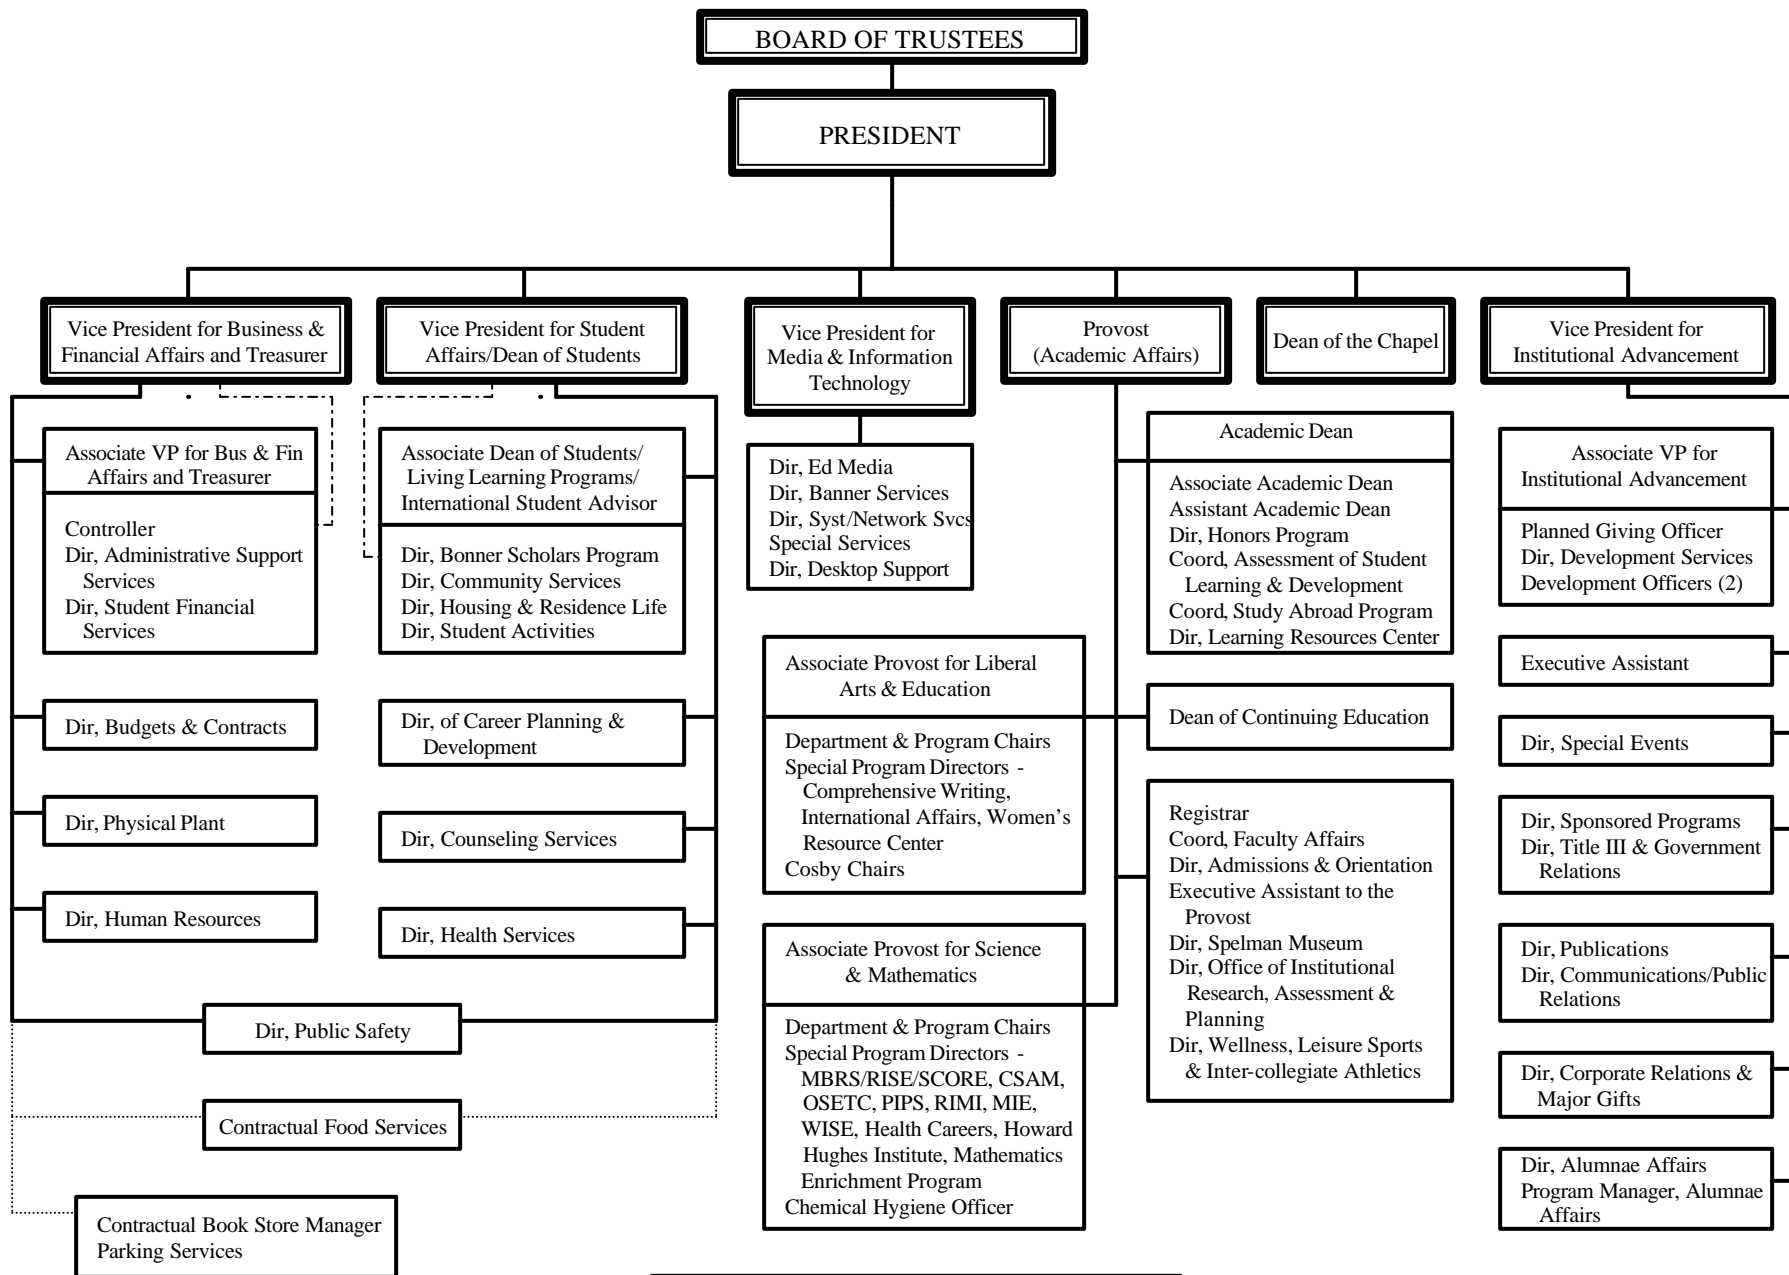 BOARD OF TRUSTEES
PRESIDENT
Vice President for Business &
Financial Affairs and Treasurer
Vice President for Student
Affairs/Dean of Students
Vice President for
Media & Information
Technology
Provost
(Academic Affairs)
Dean of the Chapel
Vice President for
Institutional Advancement
Associate VP for Bus & Fin
Affairs and Treasurer
Controller
Dir, Administrative Support
Services
Dir, Student Financial
Services
Dir, Budgets & Contracts
Dir, Physical Plant
Dir, Human Resources
Associate Dean of Students/
Living Learning Programs/
International Student Advisor
Dir, Bonner Scholars Program
Dir, Community Services
Dir, Housing & Residence Life
Dir, Student Activities
Dir, of Career Planning &
Development
Dir, Counseling Services
Dir, Health Services
Dir, Public Safety
Contractual Food Services
Contractual Book Store Manager
Parking Services
Dir, Ed Media
Dir, Banner Services
Dir, Syst/Network Svcs
Special Services
Dir, Desktop Support
Associate Provost for Liberal
Arts & Education
Department & Program Chairs
Special Program Directors -
Comprehensive Writing,
International Affairs, Women's
Resource Center
Cosby Chairs
Associate Provost for Science
& Mathematics
Department & Program Chairs
Special Program Directors -
MBRS/RISE/SCORE, CSAM,
OSETC, PIPS, RIMI, MIE,
WISE, Health Careers, Howard
Hughes Institute, Mathematics
Enrichment Program
Chemical Hygiene Officer
Academic Dean
Associate Academic Dean
Assistant Academic Dean
Dir, Honors Program
Coord, Assessment of Student
Learning & Development
Coord, Study Abroad Program
Dir, Learning Resources Center
Dean of Continuing Education
Registrar
Coord, Faculty Affairs
Dir, Admissions & Orientation
Executive Assistant to the
Provost
Dir, Spelman Museum
Dir, Office of Institutional
Research, Assessment &
Planning
Dir, Wellness, Leisure Sports
& Inter-collegiate Athletics
Associate VP for
Institutional Advancement
Planned Giving Officer
Dir, Development Services
Development Officers (2)
Executive Assistant
Dir, Special Events
Dir, Sponsored Programs
Dir, Title III & Government
Relations
Dir, Publications
Dir, Communications/Public
Relations
Dir, Corporate Relations &
Major Gifts
Dir, Alumnae Affairs
Program Manager, Alumnae
Affairs